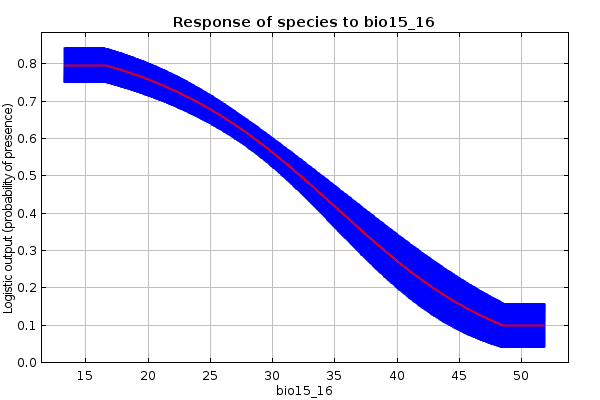 Response of species to bio15_16
Logistic output (probability of presence)
0.8
0.7
0.6
0.5
0.4
0.3
0.2
0.1
0.0
15 20 25 30 35 40 45 50
bio15_16